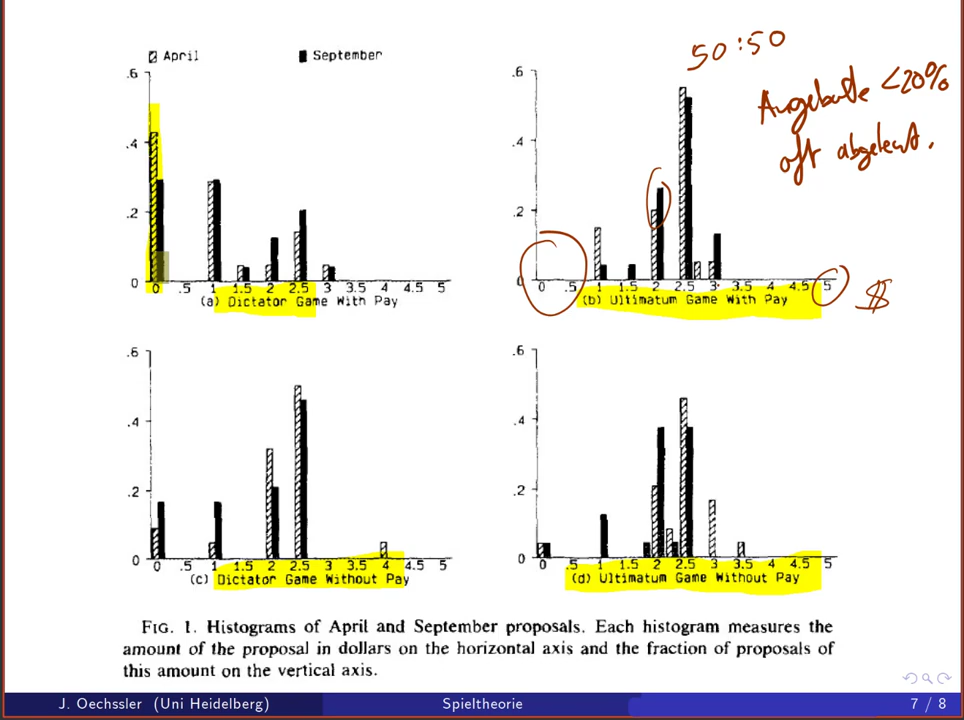 April
September
.6
.4
.2
0
0 .5 1 1.5 2 2.5 3 3.5 4 4.5 5
(a) Dictator Game With Pay
50:50
Angebote <20%
oft abgelent.
.6
.4
.2
0
0 .5 1 1.5 2 2.5 3 3.5 4 4.5 5
$
(b) Ultimatum Game With Pay
.6
.4
.2
0
0 .5 1 1.5 2 2.5 3 3.5 4 4.5 5
(c) Dictator Game Without Pay
.6
.4
.2
0
0 .5 1 1.5 2 2.5 3 3.5 4 4.5 5
(d) Ultimatum Game Without Pay
FIG. 1. Histograms of April and September proposals. Each histogram measures the
amount of the proposal in dollars on the horizontal axis and the fraction of proposals of
this amount on the vertical axis.
J. Oechssler (Uni Heidelberg)
Spieltheorie
7 / 8